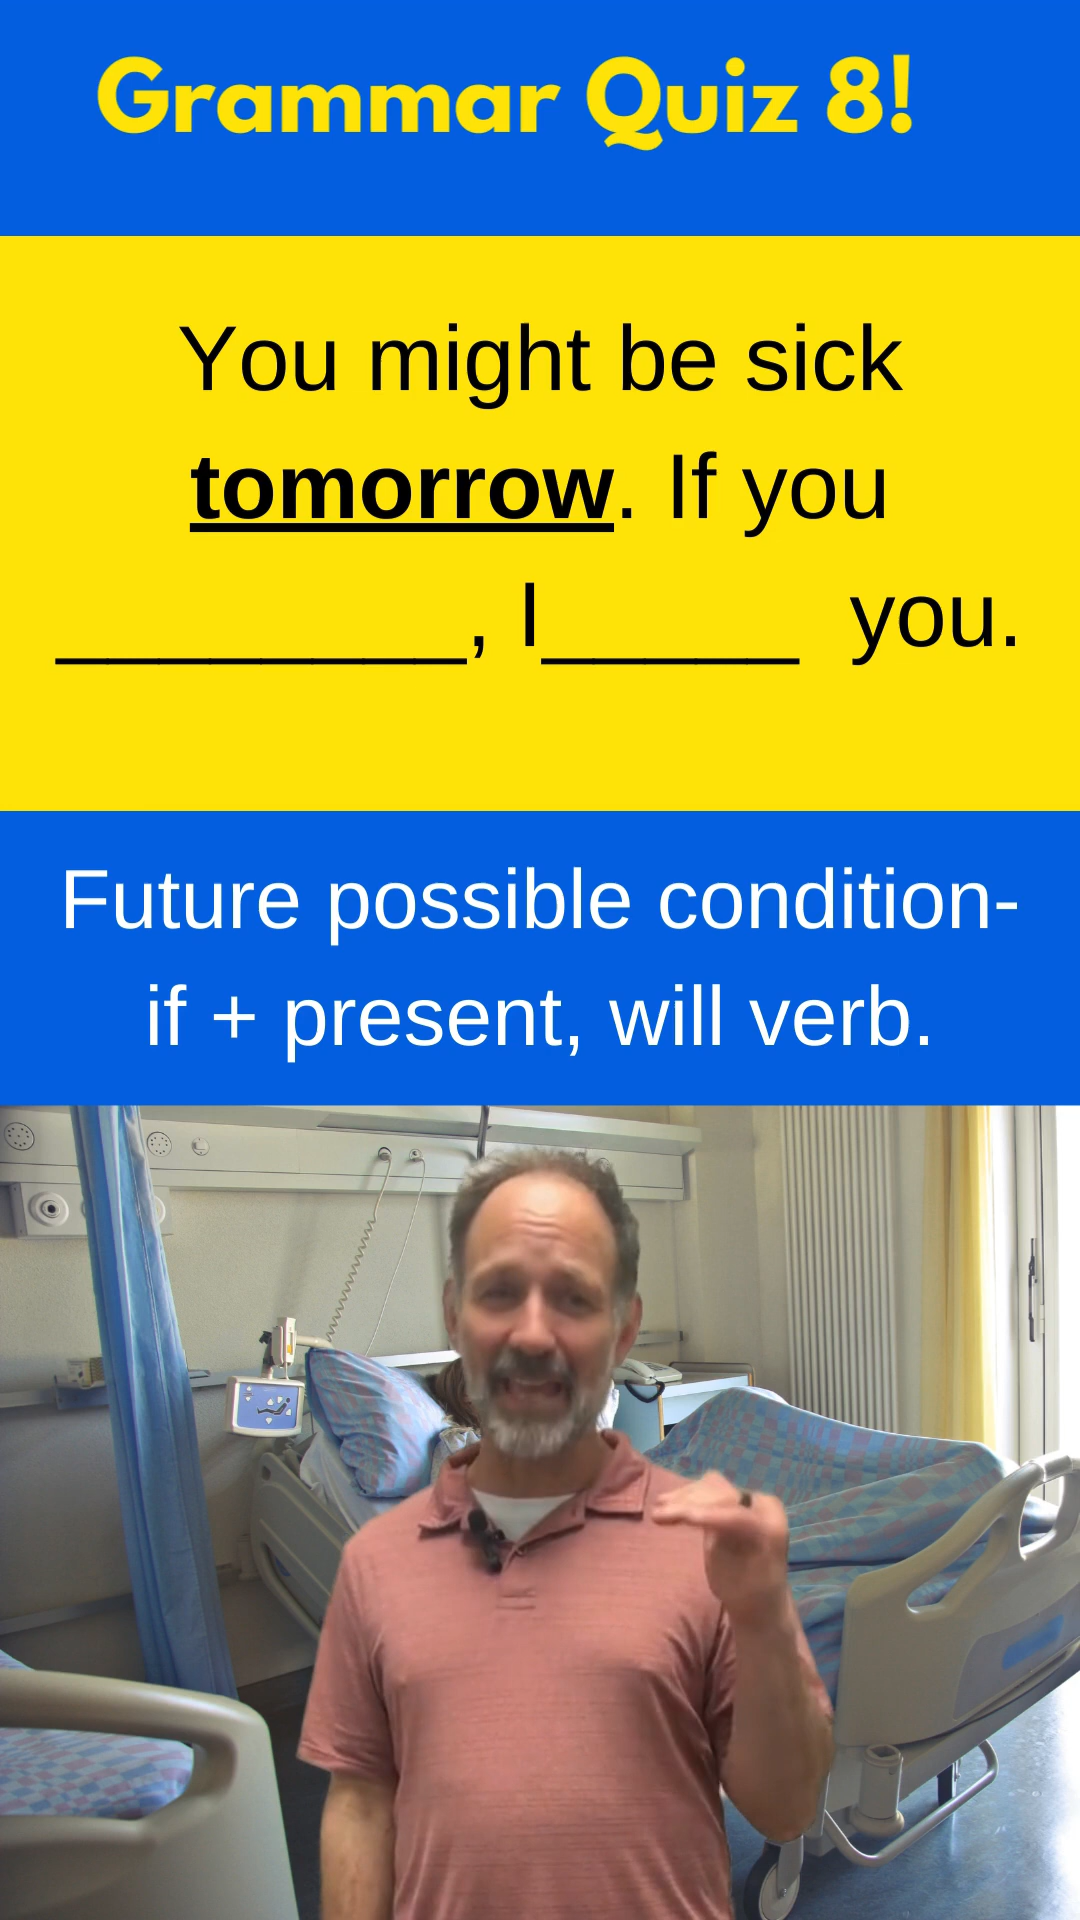 Grammar Quiz 8!
You might be sick
tomorrow. If you
________, I_____ you.
Future possible condition-
if + present, will verb.